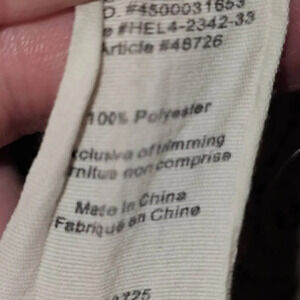 #4500031653
#HEL4-2342-33
Article #48726
100% Polyester
clusive of trimming
rniture non comprise
Made in China
Fabriqué en Chine